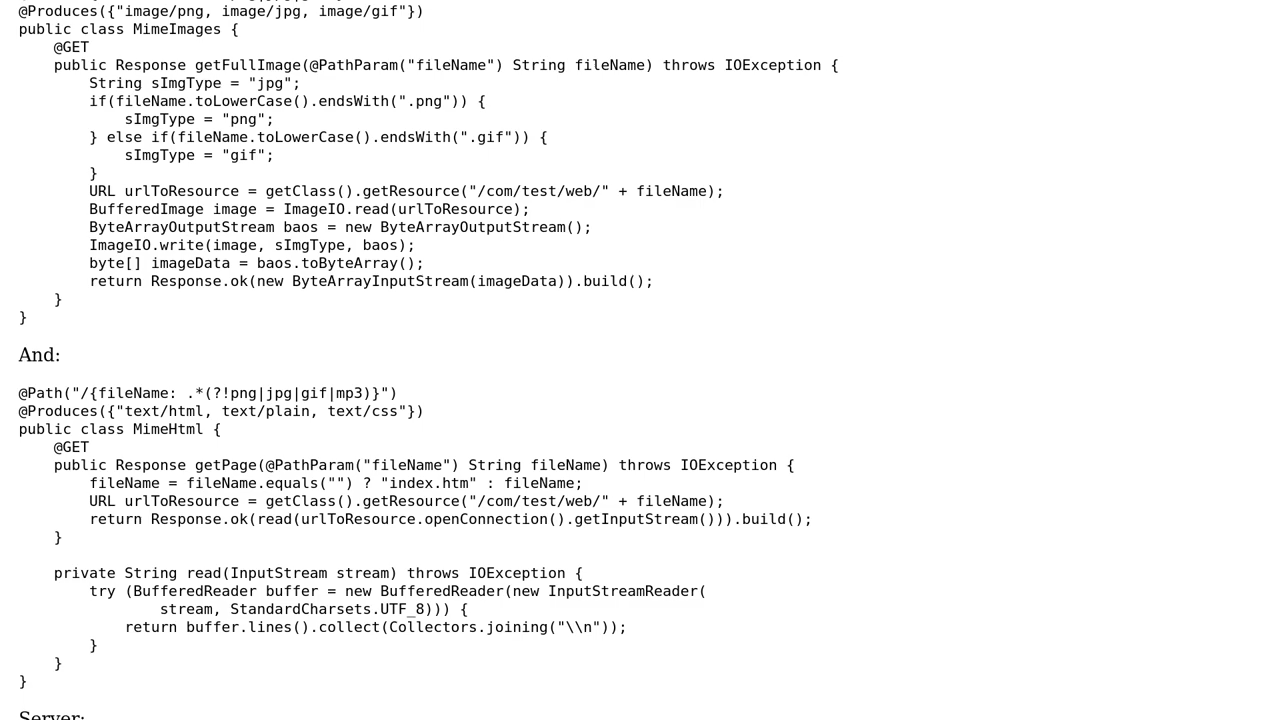 @Produces({"image/png, image/jpg, image/gif"})
public class MimeImages {
    @GET
    public Response getFullImage(@PathParam("fileName") String fileName) throws IOException {
        String sImgType = "jpg";
        if(fileName.toLowerCase().endsWith(".png")) {
            sImgType = "png";
        } else if(fileName.toLowerCase().endsWith(".gif")) {
            sImgType = "gif";
        }
        URL urlToResource = getClass().getResource("/com/test/web/" + fileName);
        BufferedImage image = ImageIO.read(urlToResource);
        ByteArrayOutputStream baos = new ByteArrayOutputStream();
        ImageIO.write(image, sImgType, baos);
        byte[] imageData = baos.toByteArray();
        return Response.ok(new ByteArrayInputStream(imageData)).build();
    }
}
And:
@Path("/{fileName: .*(?!png|jpg|gif|mp3)}")
@Produces({"text/html, text/plain, text/css"})
public class MimeHtml {
    @GET
    public Response getPage(@PathParam("fileName") String fileName) throws IOException {
        fileName = fileName.equals("") ? "index.htm" : fileName;
        URL urlToResource = getClass().getResource("/com/test/web/" + fileName);
        return Response.ok(read(urlToResource.openConnection().getInputStream())).build();
    }
    private String read(InputStream stream) throws IOException {
        try (BufferedReader buffer = new BufferedReader(new InputStreamReader(
                stream, StandardCharsets.UTF_8))) {
            return buffer.lines().collect(Collectors.joining("\\n"));
        }
    }
}
Server: